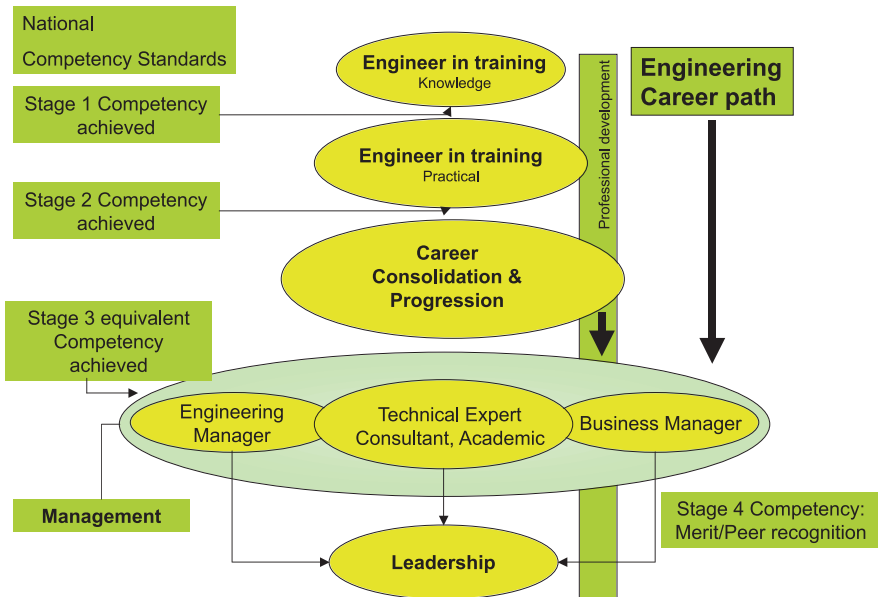 National
Competency Standards
Engineer in training
Knowledge
Engineering
Career path
Stage 1 Competency
achieved
Professional development
Engineer in training
Practical
Stage 2 Competency
achieved
Career
Consolidation &
Progression
Stage 3 equivalent
Competency
achieved
Engineering
Manager
Technical Expert
Consultant, Academic
Business Manager
Management
Stage 4 Competency:
Merit/Peer recognition
Leadership